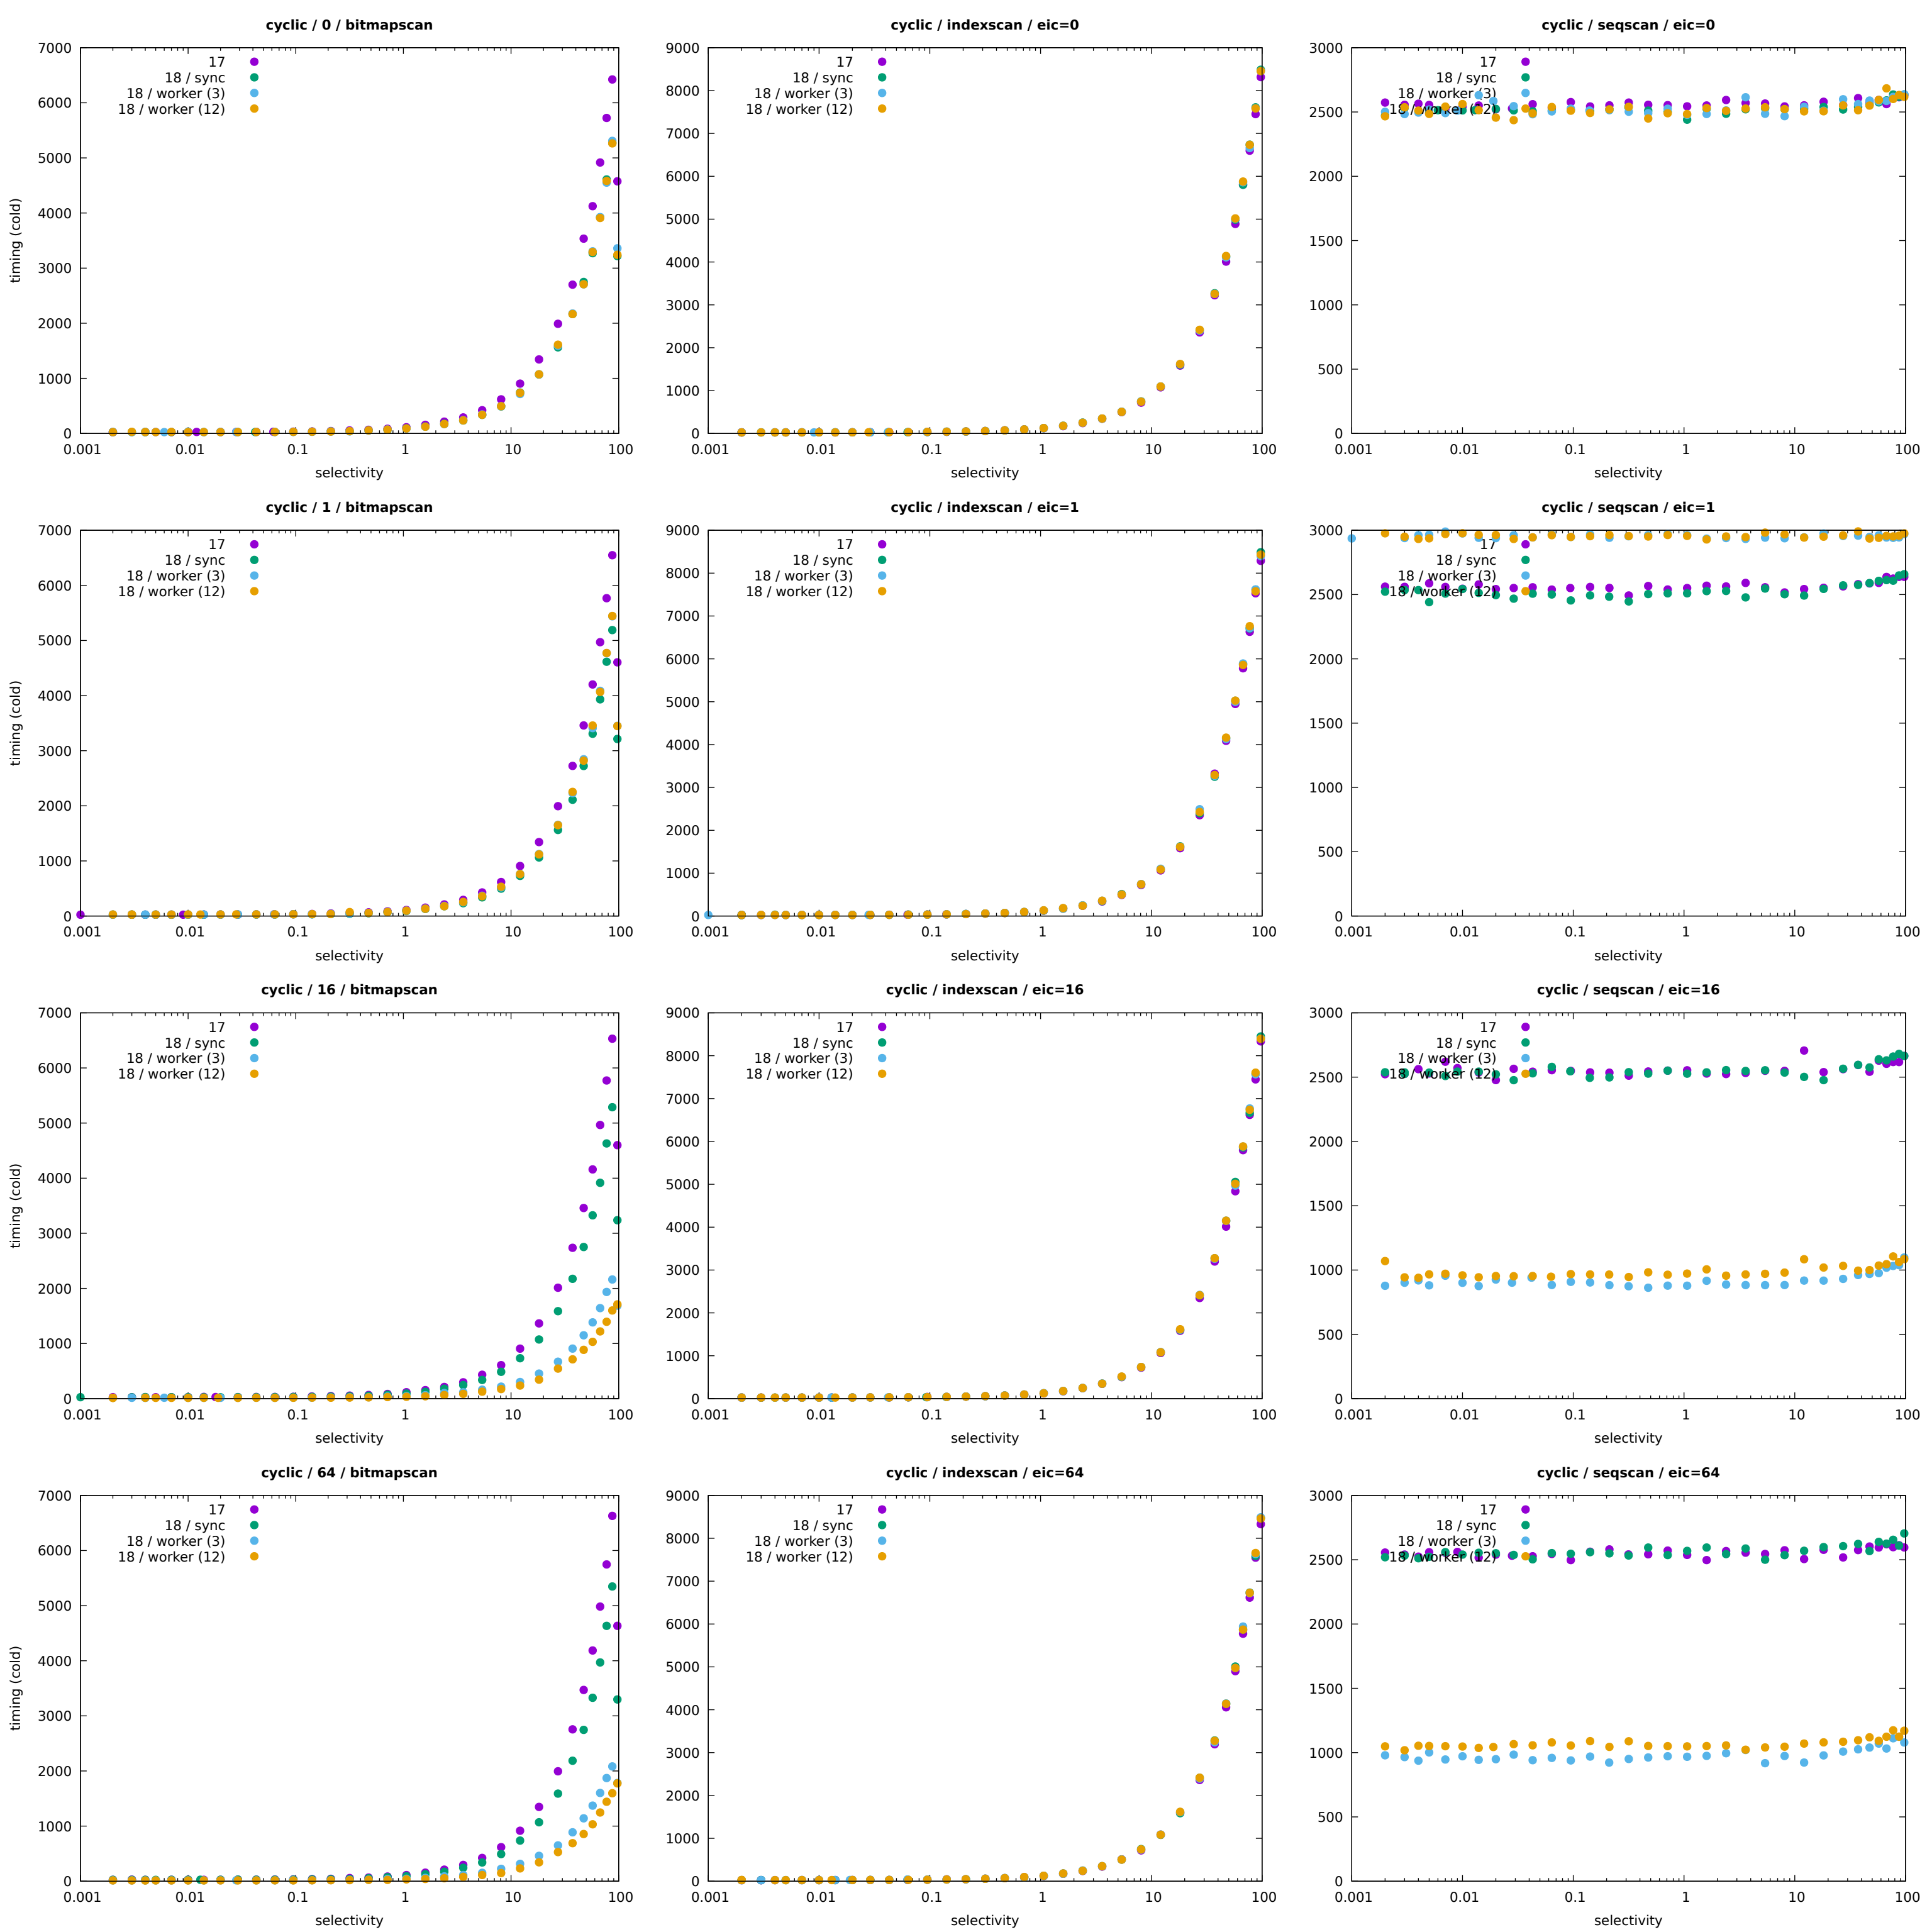 cyclic / 0 / bitmapscan
7000
6000
5000
4000
3000
2000
1000
0
timing (cold)
17
18 / sync
18 / worker (3)
18 / worker (12)
0.001 0.01 0.1 1 10 100
selectivity
cyclic / indexscan / eic=0
9000
8000
7000
6000
5000
4000
3000
2000
1000
0
17
18 / sync
18 / worker (3)
18 / worker (12)
0.001 0.01 0.1 1 10 100
selectivity
cyclic / seqscan / eic=0
3000
2500
2000
1500
1000
500
0
17
18 / sync
18 / worker (3)
18 / worker (12)
0.001 0.01 0.1 1 10 100
selectivity
cyclic / 1 / bitmapscan
7000
6000
5000
4000
3000
2000
1000
0
timing (cold)
17
18 / sync
18 / worker (3)
18 / worker (12)
0.001 0.01 0.1 1 10 100
selectivity
cyclic / indexscan / eic=1
9000
8000
7000
6000
5000
4000
3000
2000
1000
0
17
18 / sync
18 / worker (3)
18 / worker (12)
0.001 0.01 0.1 1 10 100
selectivity
cyclic / seqscan / eic=1
3000
2500
2000
1500
1000
500
0
17
18 / sync
18 / worker (3)
18 / worker (12)
0.001 0.01 0.1 1 10 100
selectivity
cyclic / 16 / bitmapscan
7000
6000
5000
4000
3000
2000
1000
0
timing (cold)
17
18 / sync
18 / worker (3)
18 / worker (12)
0.001 0.01 0.1 1 10 100
selectivity
cyclic / indexscan / eic=16
9000
8000
7000
6000
5000
4000
3000
2000
1000
0
17
18 / sync
18 / worker (3)
18 / worker (12)
0.001 0.01 0.1 1 10 100
selectivity
cyclic / seqscan / eic=16
3000
2500
2000
1500
1000
500
0
17
18 / sync
18 / worker (3)
18 / worker (12)
0.001 0.01 0.1 1 10 100
selectivity
cyclic / 64 / bitmapscan
7000
6000
5000
4000
3000
2000
1000
0
timing (cold)
17
18 / sync
18 / worker (3)
18 / worker (12)
0.001 0.01 0.1 1 10 100
selectivity
cyclic / indexscan / eic=64
9000
8000
7000
6000
5000
4000
3000
2000
1000
0
17
18 / sync
18 / worker (3)
18 / worker (12)
0.001 0.01 0.1 1 10 100
selectivity
cyclic / seqscan / eic=64
3000
2500
2000
1500
1000
500
0
17
18 / sync
18 / worker (3)
18 / worker (12)
0.001 0.01 0.1 1 10 100
selectivity